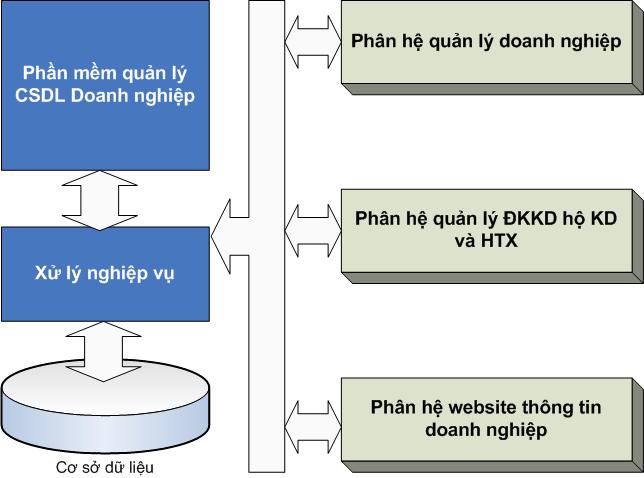 Phần mềm quản lý
CSDL Doanh nghiệp
Xử lý nghiệp vụ
Cơ sở dữ liệu
Phân hệ quản lý doanh nghiệp
Phân hệ quản lý ĐKKD hộ KD
và HTX
Phân hệ website thông tin
doanh nghiệp